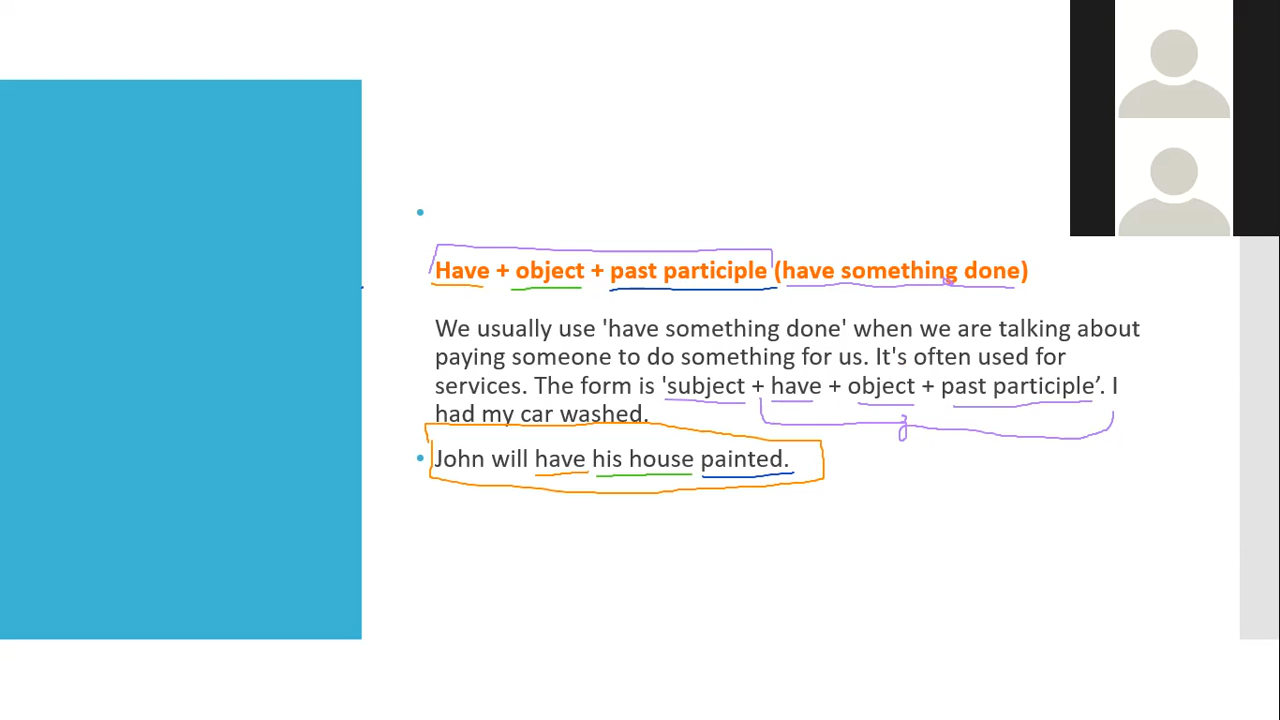 Have + object + past participle (have something done)
We usually use 'have something done' when we are talking about
paying someone to do something for us. It's often used for
services. The form is 'subject + have + object + past participle’. I
had my car washed.
John will have his house painted.